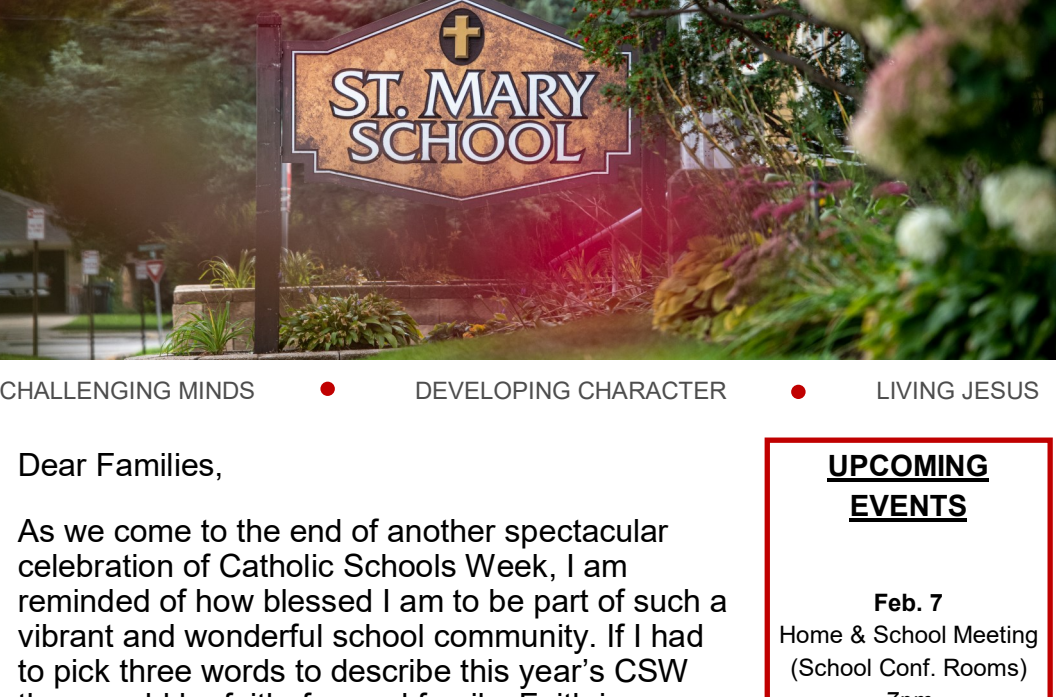 ST. MARY
SCHOOL
CHALLENGING MINDS
DEVELOPING CHARACTER
LIVING JESUS
Dear Families,
As we come to the end of another spectacular
celebration of Catholic Schools Week, I am
reminded of how blessed I am to be part of such a
vibrant and wonderful school community. If I had
to pick three words to describe this year’s CSW
UPCOMING
EVENTS
Feb. 7
Home & School Meeting
(School Conf. Rooms)
7pm